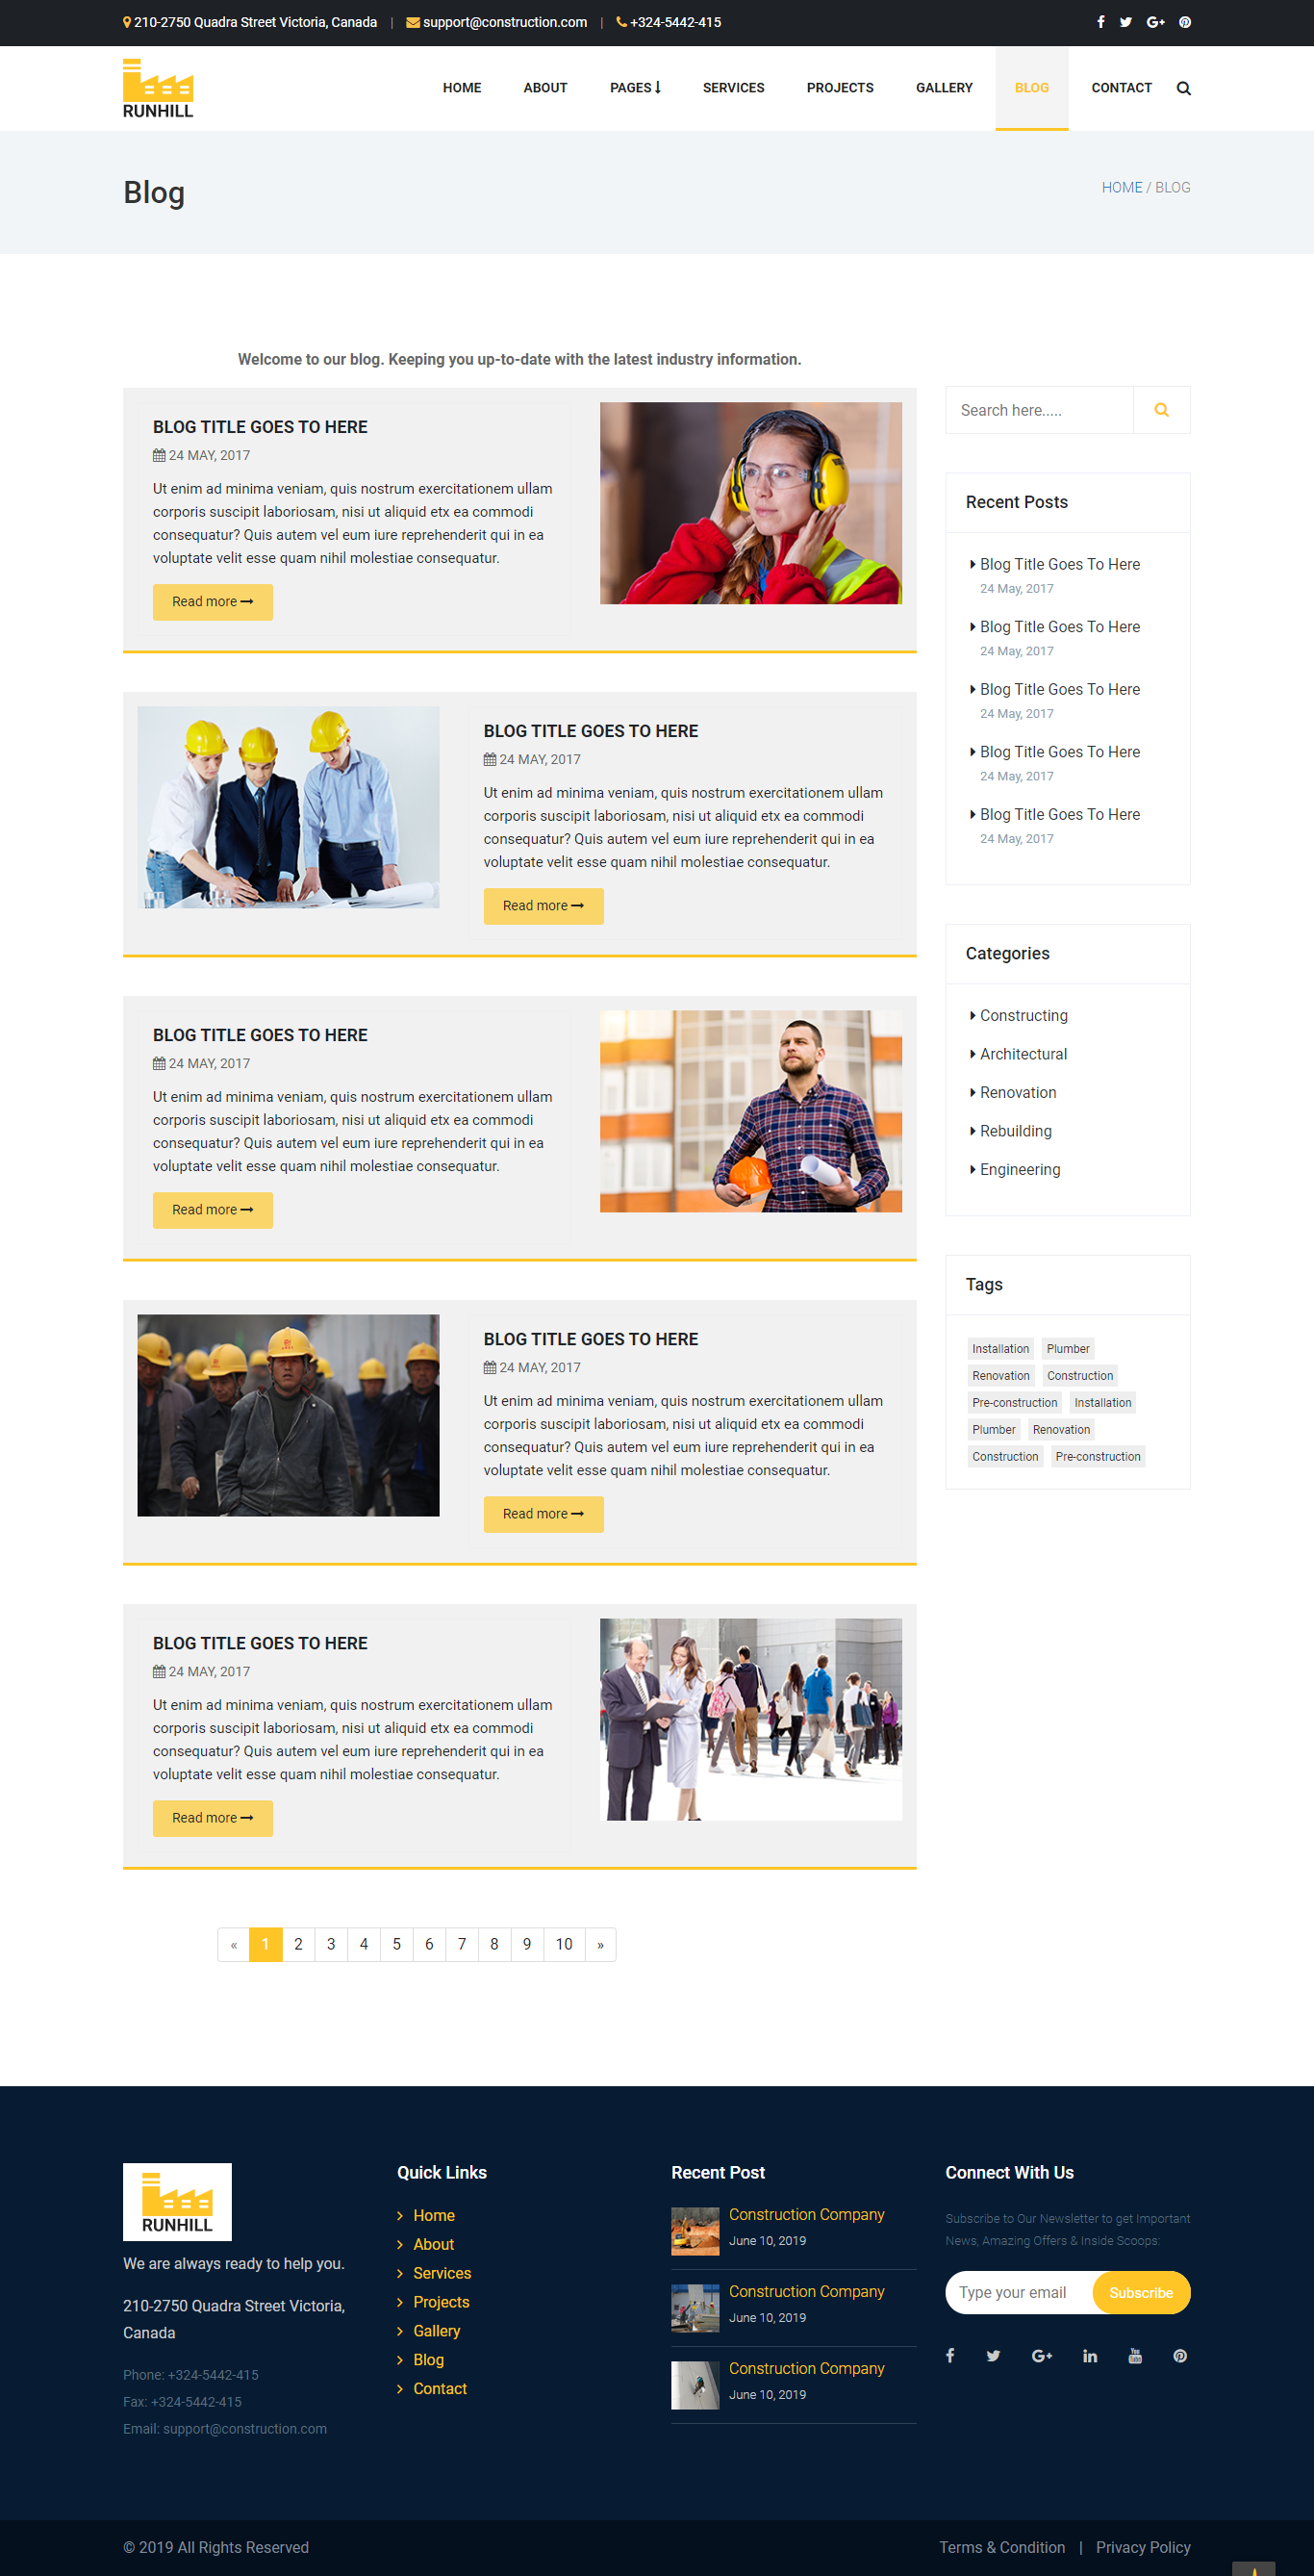 210-2750 Quadra Street Victoria, Canada | support@construction.com | +324-5442-415
RUNHILL
HOME ABOUT PAGES SERVICES PROJECTS GALLERY BLOG CONTACT
Blog
HOME / BLOG
Welcome to our blog. Keeping you up-to-date with the latest industry information.
BLOG TITLE GOES TO HERE
24 MAY, 2017
Ut enim ad minima veniam, quis nostrum exercitationem ullam
corporis suscipit laboriosam, nisi ut aliquid etx ea commodi
consequatur? Quis autem vel eum iure reprehenderit qui in ea
voluptate velit esse quam nihil molestiae consequatur.
Read more
BLOG TITLE GOES TO HERE
24 MAY, 2017
Ut enim ad minima veniam, quis nostrum exercitationem ullam
corporis suscipit laboriosam, nisi ut aliquid etx ea commodi
consequatur? Quis autem vel eum iure reprehenderit qui in ea
voluptate velit esse quam nihil molestiae consequatur.
Read more
BLOG TITLE GOES TO HERE
24 MAY, 2017
Ut enim ad minima veniam, quis nostrum exercitationem ullam
corporis suscipit laboriosam, nisi ut aliquid etx ea commodi
consequatur? Quis autem vel eum iure reprehenderit qui in ea
voluptate velit esse quam nihil molestiae consequatur.
Read more
BLOG TITLE GOES TO HERE
24 MAY, 2017
Ut enim ad minima veniam, quis nostrum exercitationem ullam
corporis suscipit laboriosam, nisi ut aliquid etx ea commodi
consequatur? Quis autem vel eum iure reprehenderit qui in ea
voluptate velit esse quam nihil molestiae consequatur.
Read more
BLOG TITLE GOES TO HERE
24 MAY, 2017
Ut enim ad minima veniam, quis nostrum exercitationem ullam
corporis suscipit laboriosam, nisi ut aliquid etx ea commodi
consequatur? Quis autem vel eum iure reprehenderit qui in ea
voluptate velit esse quam nihil molestiae consequatur.
Read more
« 1 2 3 4 5 6 7 8 9 10 »
Search here.....
Recent Posts
Blog Title Goes To Here
24 May, 2017
Blog Title Goes To Here
24 May, 2017
Blog Title Goes To Here
24 May, 2017
Blog Title Goes To Here
24 May, 2017
Blog Title Goes To Here
24 May, 2017
Categories
Constructing
Architectural
Renovation
Rebuilding
Engineering
Tags
Installation Plumber
Renovation Construction
Pre-construction Installation
Plumber Renovation
Construction Pre-construction
RUNHILL
We are always ready to help you.
210-2750 Quadra Street Victoria,
Canada
Phone: +324-5442-415
Fax: +324-5442-415
Email: support@construction.com
Quick Links
Home
About
Services
Projects
Gallery
Blog
Contact
Recent Post
Construction Company
June 10, 2019
Construction Company
June 10, 2019
Construction Company
June 10, 2019
Connect With Us
Subscribe to Our Newsletter to get Important
News, Amazing Offers & Inside Scoops:
Type your email Subscribe
© 2019 All Rights Reserved
Terms & Condition | Privacy Policy